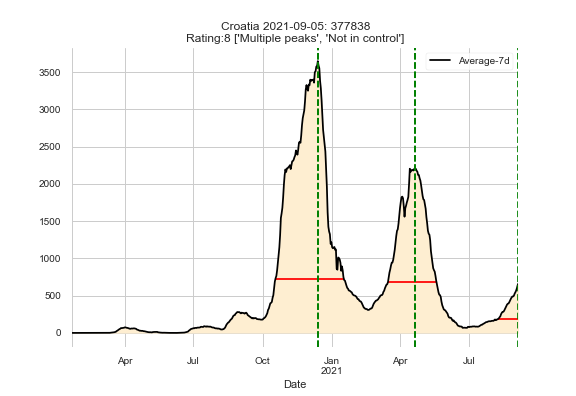 Croatia 2021-09-05: 377838
Rating:8 ['Multiple peaks', 'Not in control']
Average-7d
3500
3000
2500
2000
1500
1000
500
0
Apr Jul Oct Jan Apr Jul
2021
Date